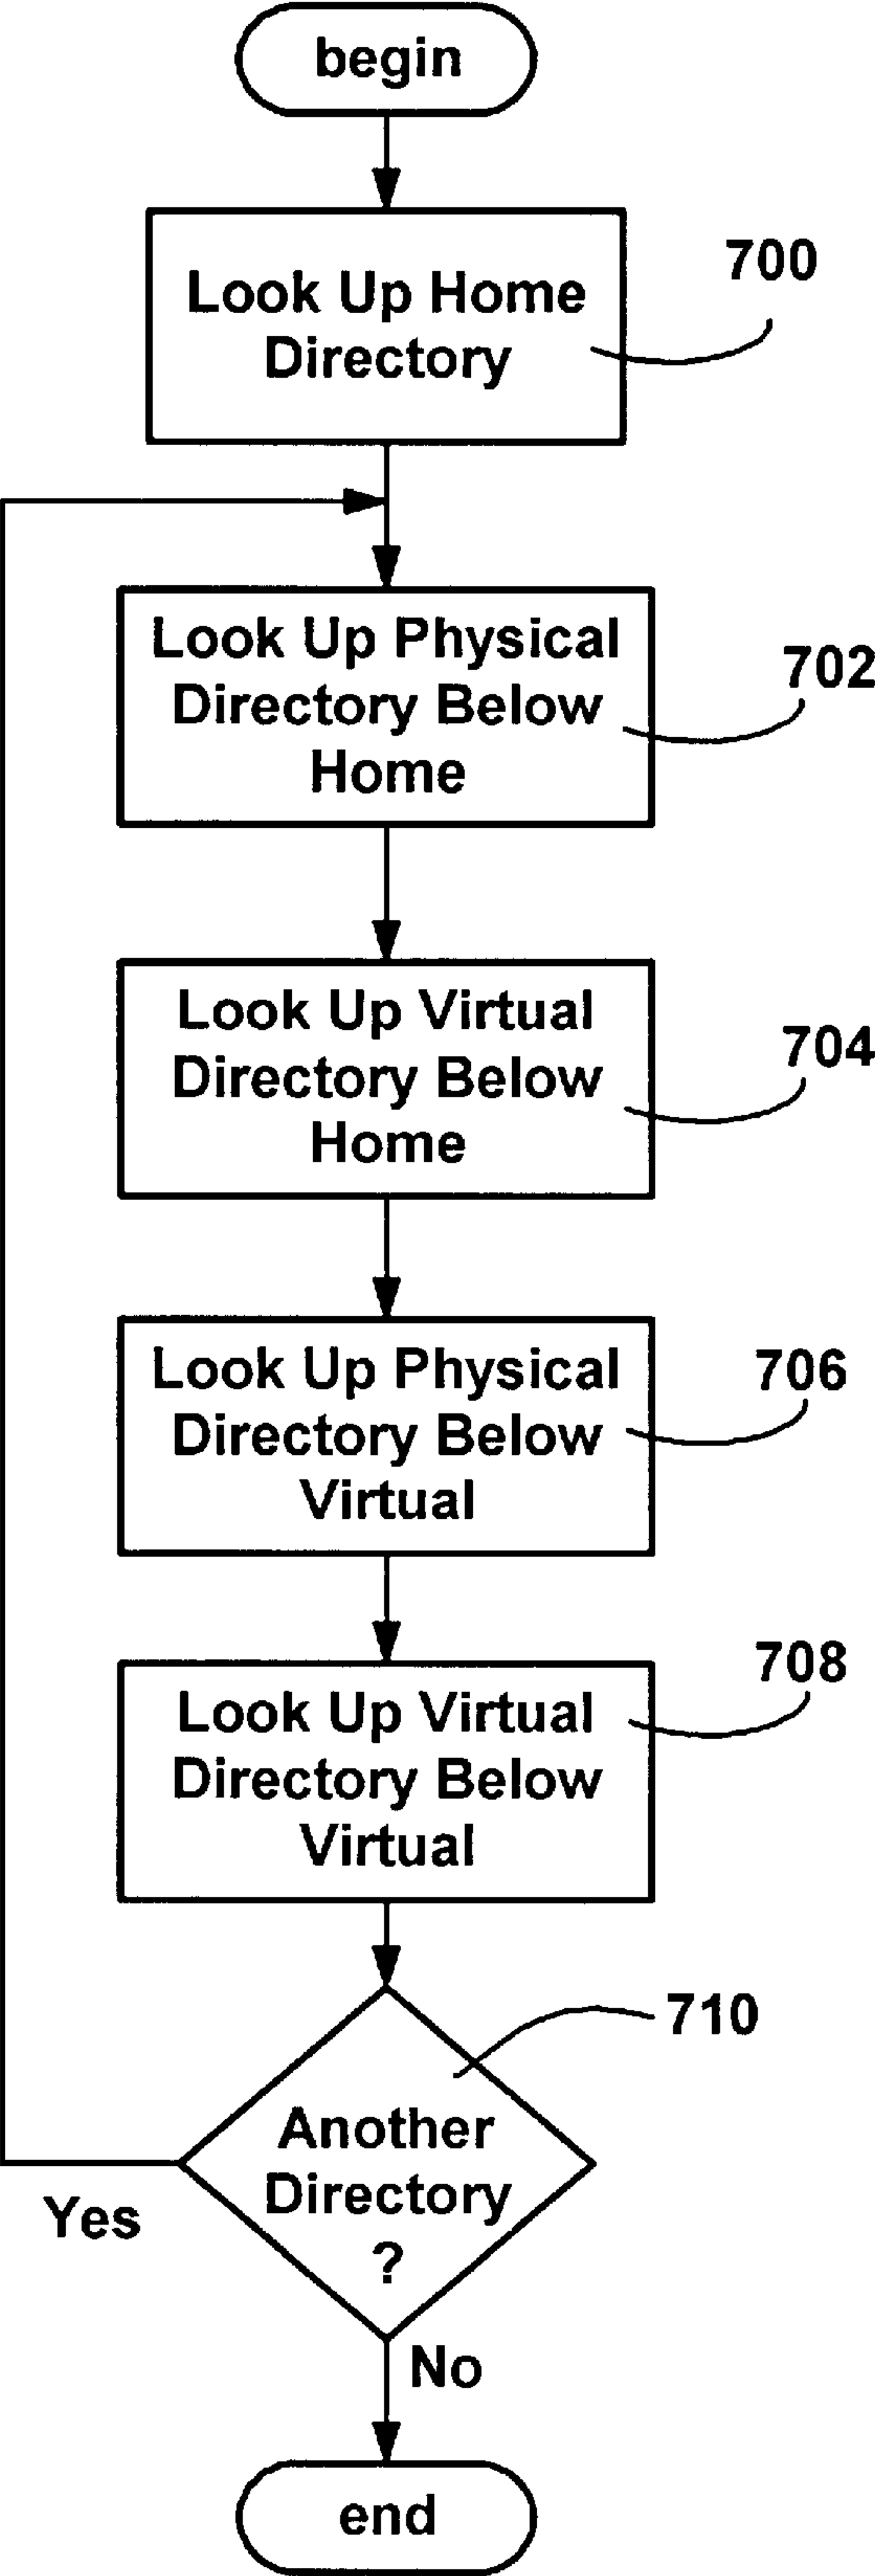 begin
700
Look Up Home
Directory
Look Up Physical
Directory Below
Home
702
Look Up Virtual
Directory Below
Home
704
Look Up Physical
Directory Below
Virtual
706
Look Up Virtual
Directory Below
Virtual
708
710
Another
Directory
?
Yes
No
end